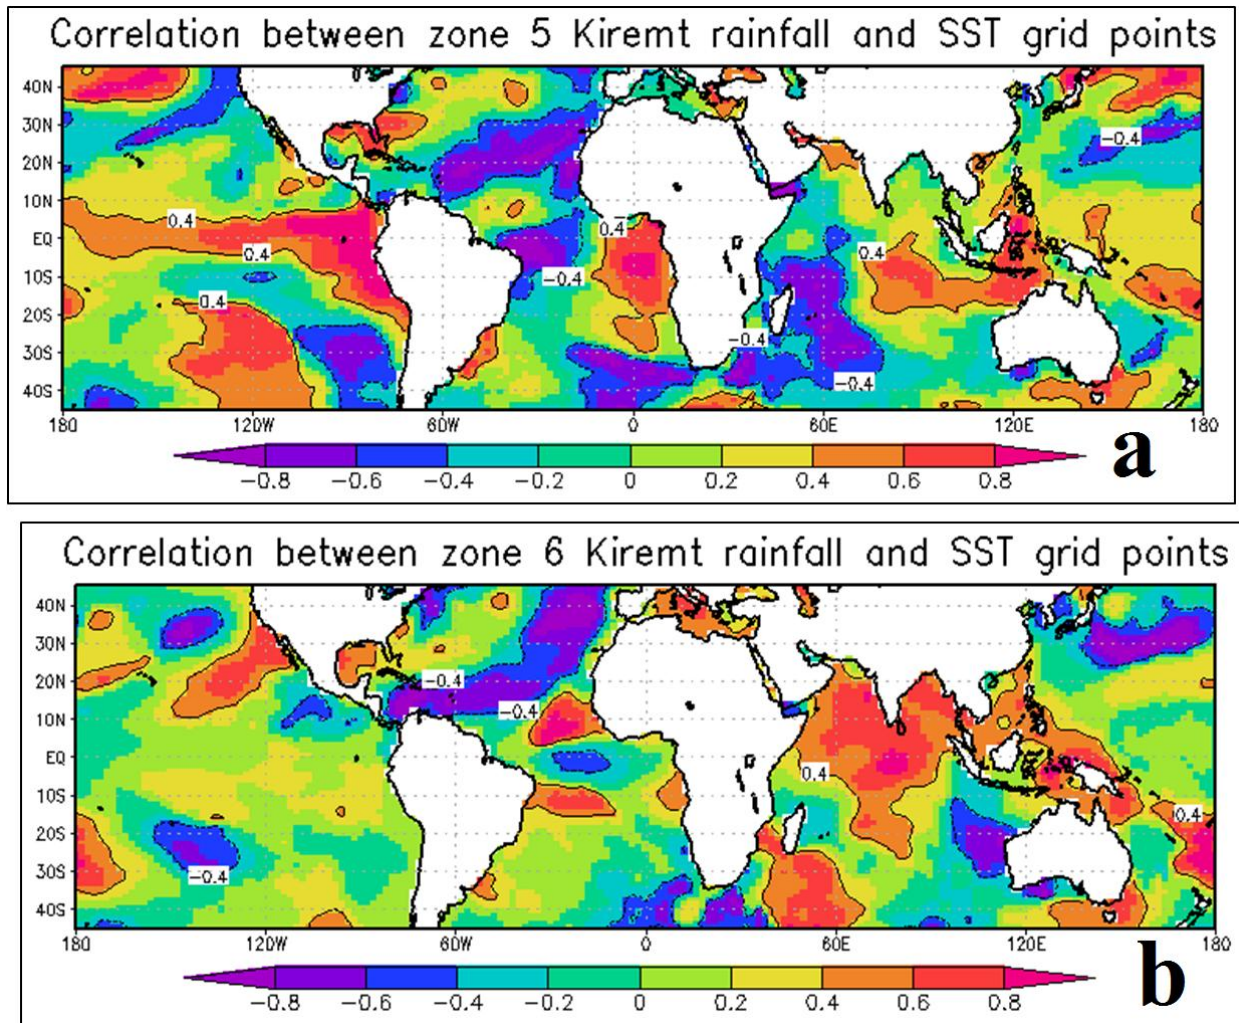 Correlation between zone 5 Kiremt rainfall and SST grid points
40N
30N
20N
10N
EQ
10S
20S
30S
40S
0.4
0.4
0.4
0.4
0.4
-0.4
-0.4
-0.4
180 120W 60W 0 60E 120E 180
-0.8 -0.6 -0.4 -0.2 0 0.2 0.4 0.6 0.8
a
Correlation between zone 6 Kiremt rainfall and SST grid points
40N
30N
20N
10N
EQ
10S
20S
30S
40S
-0.4
-0.4
0.4
0.4
-0.4
180 120W 60W 0 60E 120E 180
-0.8 -0.6 -0.4 -0.2 0 0.2 0.4 0.6 0.8
b